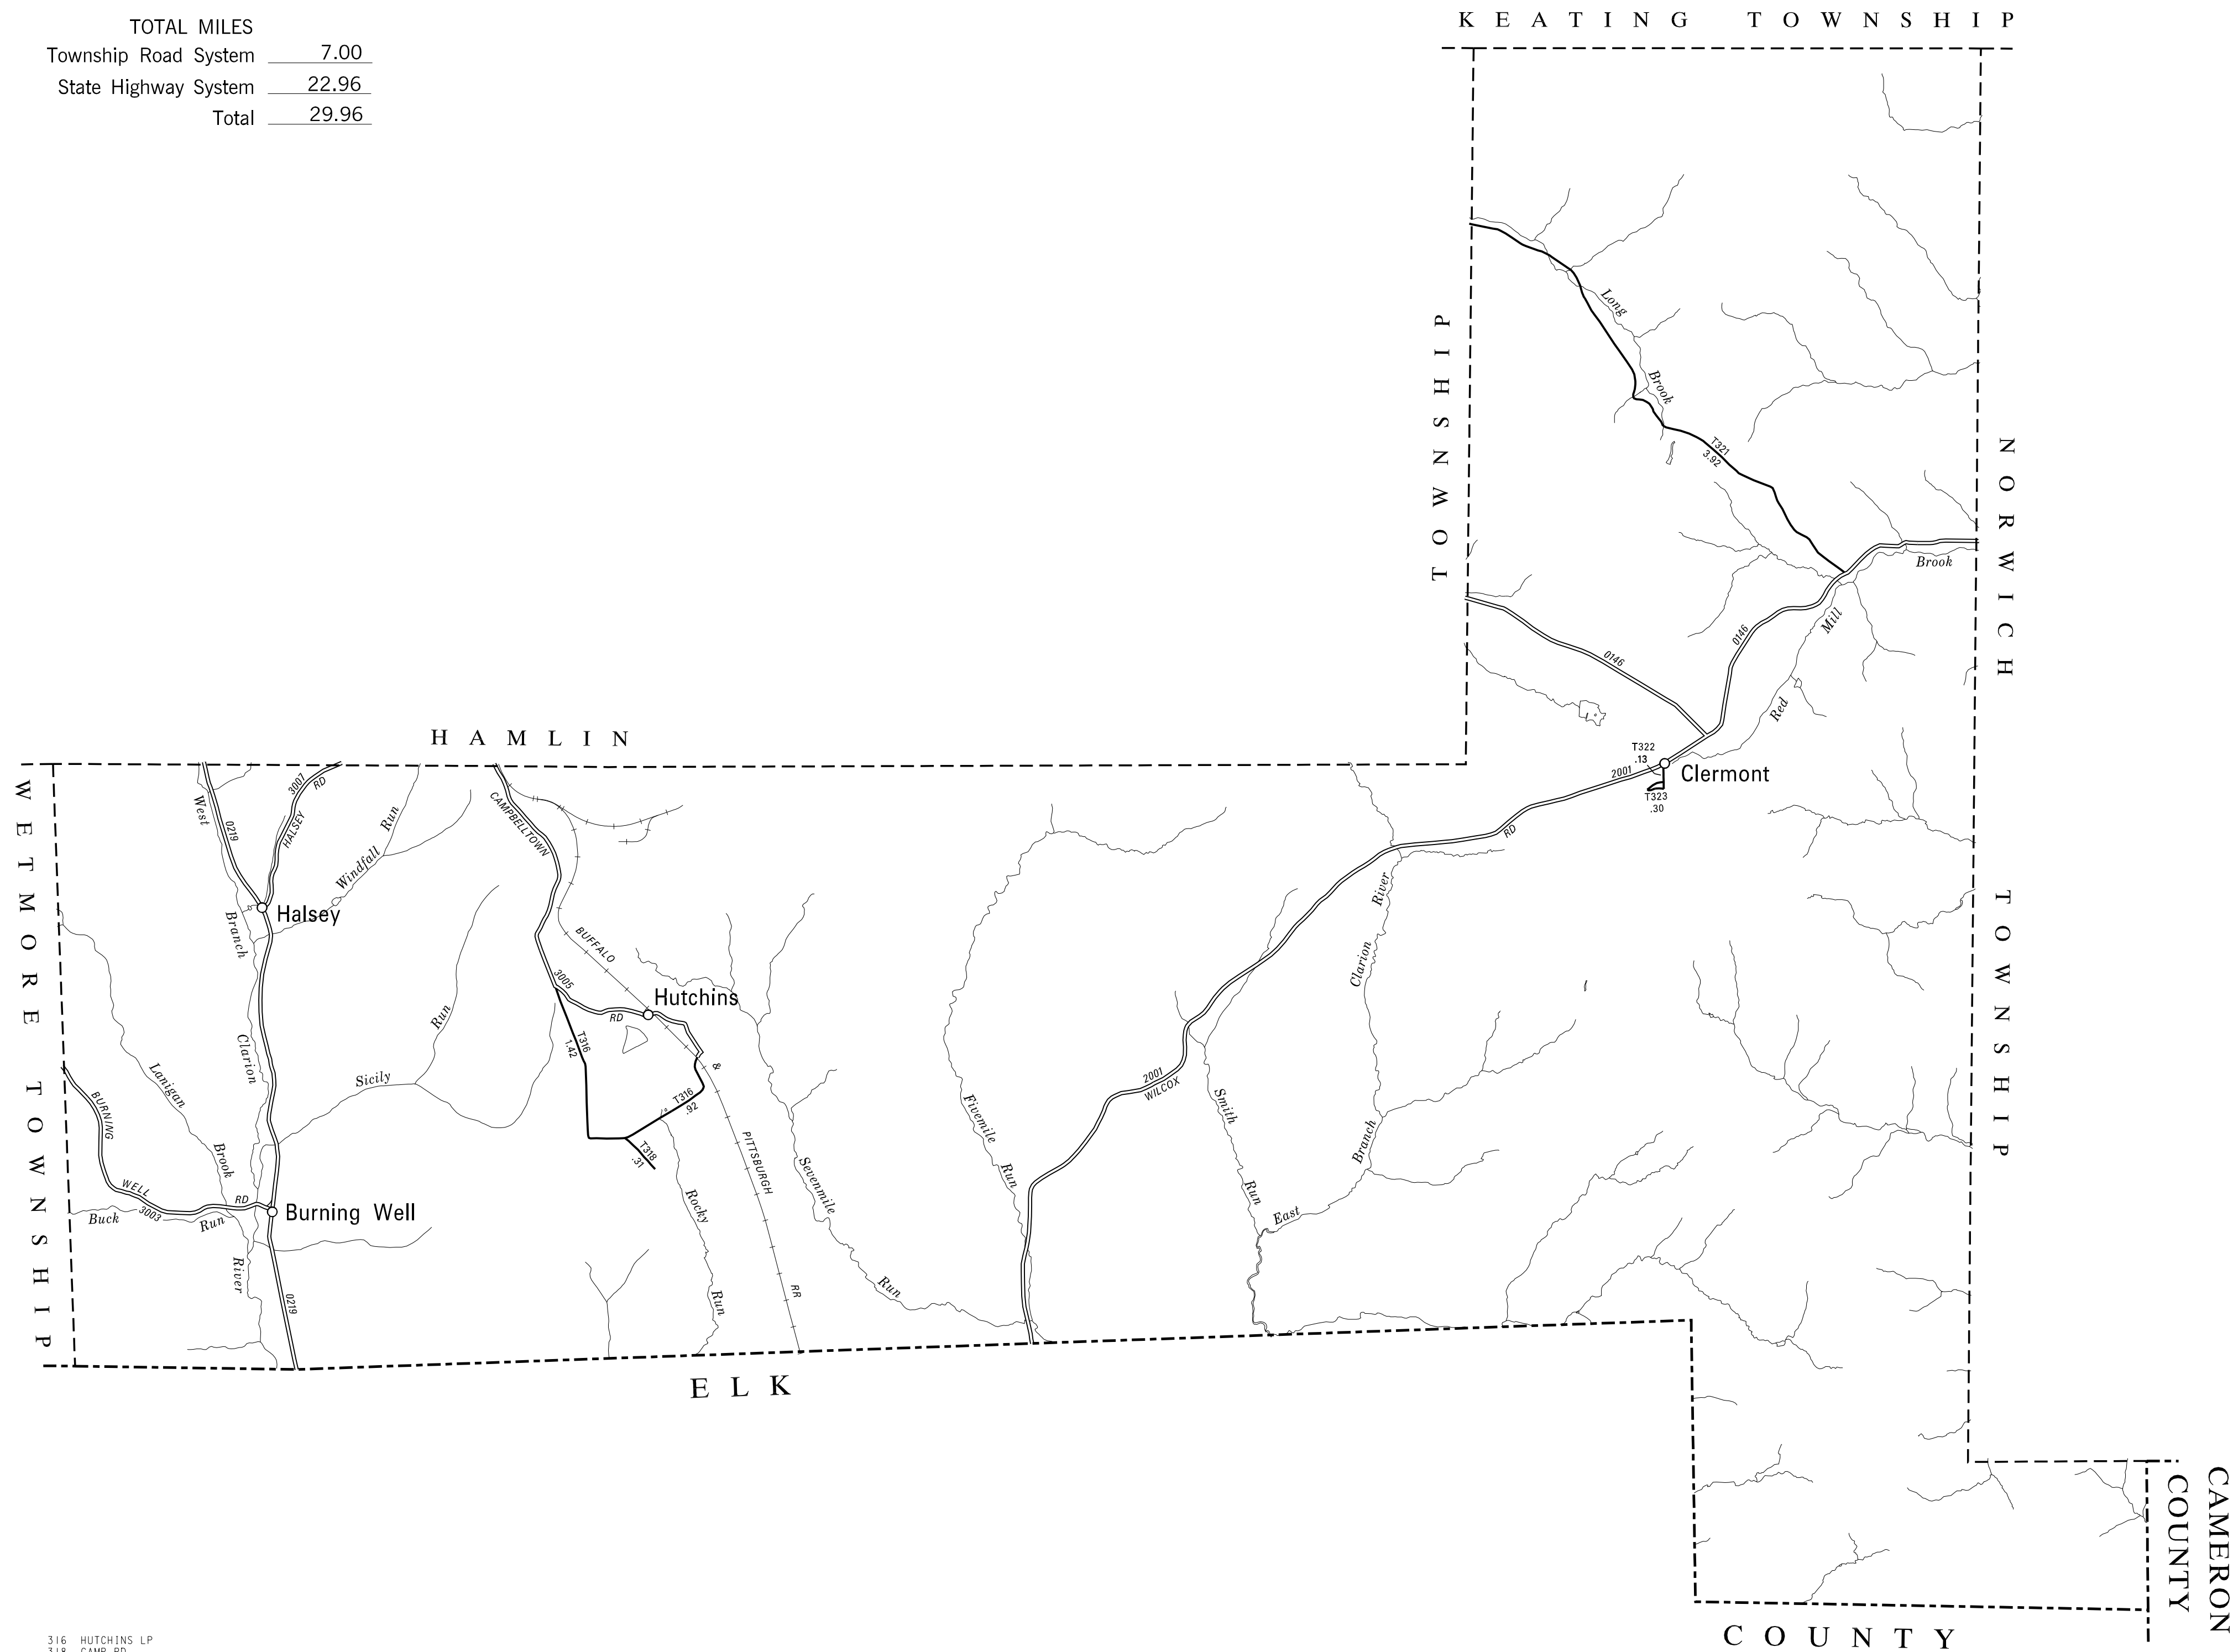 TOTAL MILES
Township Road System 7.00
State Highway System 22.96
Total 29.96
KEATING TOWNSHIP
TOWNSHIP
NORWICH
TOWNSHIP
HAMLIN
WETMORE TOWNSHIP
ELK
COUNTY
CAMERON
COUNTY
Long
Brook
T321
3.92
Brook
Mill
Red
0146
0146
T322
.13
2001
Clermont
T323
.30
RD
West
0219
3007
RD
HALSEY
Run
Windfall
Halsey
Branch
Clarion
CAMPBELLTOWN
BUFFALO
3005
RD
Hutchins
T316
1.42
&
T316
.92
T318
.31
PITTSBURGH
RR
Run
Sicily
Lanigan
Brook
BURNING
WELL
3003
RD
Buck
Run
Burning Well
River
0219
Rocky
Run
Sevenmile
Run
Fivemile
Run
2001
WILCOX
River
Clarion
Branch
East
Smith
Run
316 HUTCHINS LP
318 CAMP RD